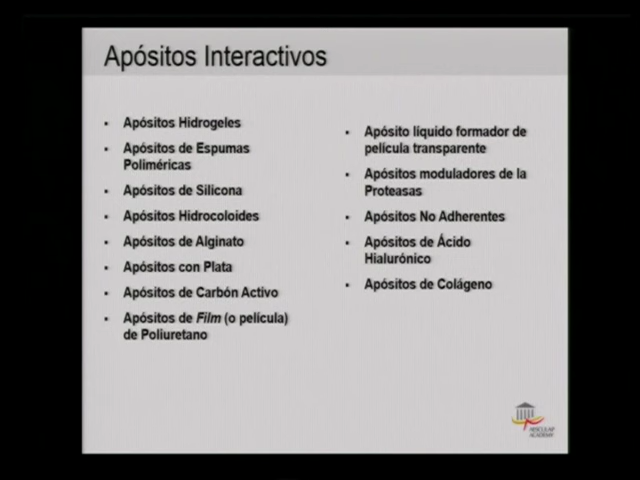 Apósitos Interactivos
Apósitos Hidrogeles
Apósitos de Espumas
Poliméricas
Apósitos de Silicona
Apósitos Hidrocoloides
Apósitos de Alginato
Apósitos con Plata
Apósitos de Carbón Activo
Apósitos de Film (o película)
de Poliuretano
Apósito líquido formador de
película transparente
Apósitos moduladores de la
Proteasas
Apósitos No Adherentes
Apósitos de Ácido
Hialurónico
Apósitos de Colágeno
AESCULAP
ACADEMY